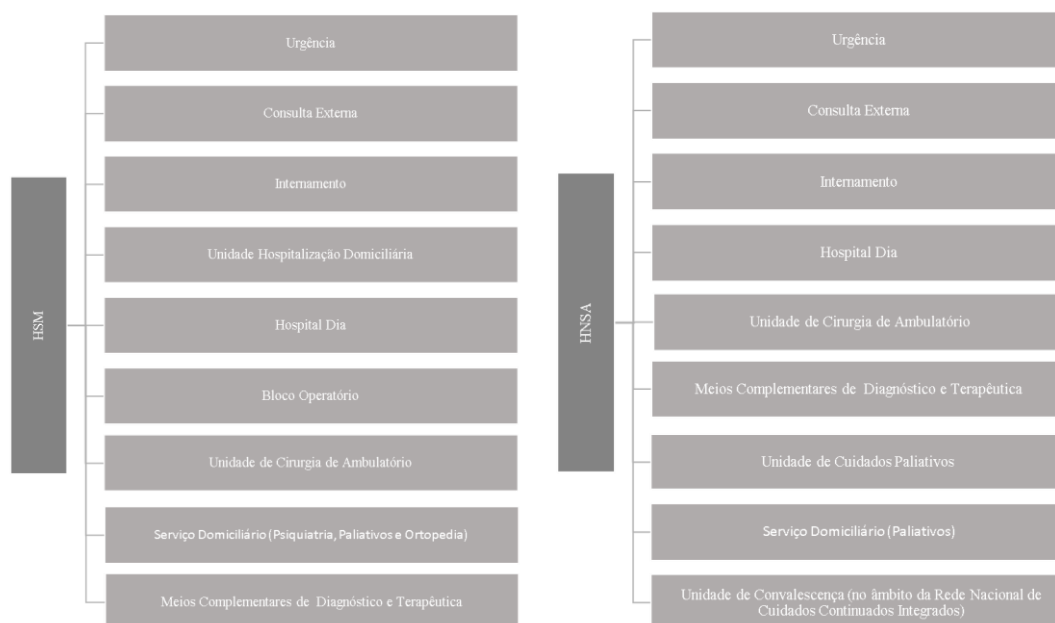 HSM
Urgência
Consulta Externa
Internamento
Unidade Hospitalização Domiciliária
Hospital Dia
Bloco Operatório
Unidade de Cirurgia de Ambulatório
Serviço Domiciliário (Psiquiatria, Paliativos e Ortopedia)
Meios Complementares de Diagnóstico e Terapêutica
HNSA
Urgência
Consulta Externa
Internamento
Hospital Dia
Unidade de Cirurgia de Ambulatório
Meios Complementares de Diagnóstico e Terapêutica
Unidade de Cuidados Paliativos
Serviço Domiciliário (Paliativos)
Unidade de Convalescença (no âmbito da Rede Nacional de
Cuidados Continuados Integrados)